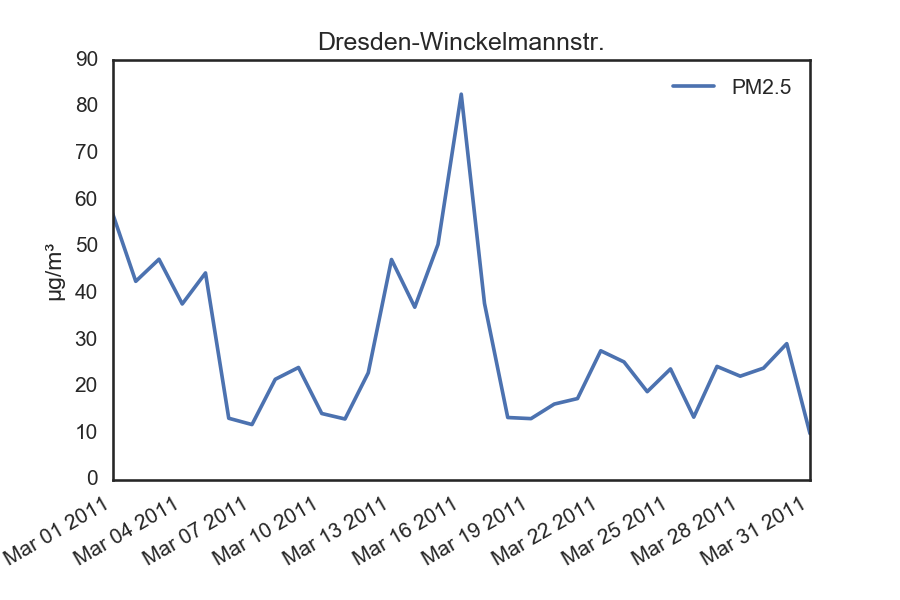 Dresden-Winckelmannstr.
PM2.5
µg/m³
90
80
70
60
50
40
30
20
10
0
Mar 01 2011
Mar 04 2011
Mar 07 2011
Mar 10 2011
Mar 13 2011
Mar 16 2011
Mar 19 2011
Mar 22 2011
Mar 25 2011
Mar 28 2011
Mar 31 2011